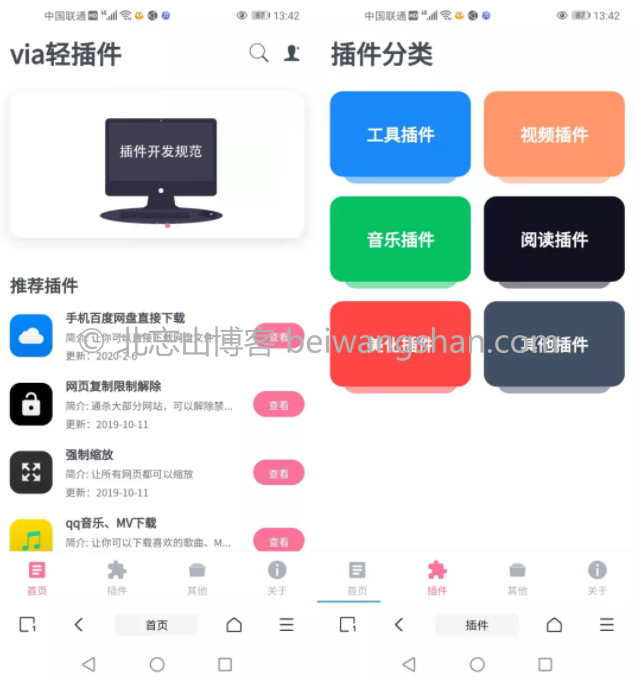 中国联通 HD 4G 87 13:42
via轻插件
插件开发规范
推荐插件
手机百度网盘直接下载
简介: 让你可以直接下载网盘文件
更新: 2020-2-6
查看
网页复制限制解除
简介: 通杀大部分网站，可以解除禁...
更新: 2019-10-11
查看
强制缩放
简介: 让所有网页都可以缩放
更新: 2019-10-11
查看
qq音乐、MV下载
简介: 让你可以下载喜欢的歌曲、M...
查看
首页 插件 其他 关于
1 首页
中国联通 HD 4G 87 13:42
插件分类
工具插件 视频插件
音乐插件 阅读插件
美化插件 其他插件
首页 插件 其他 关于
1 插件
© 北忘山博客 beiwangshan.com